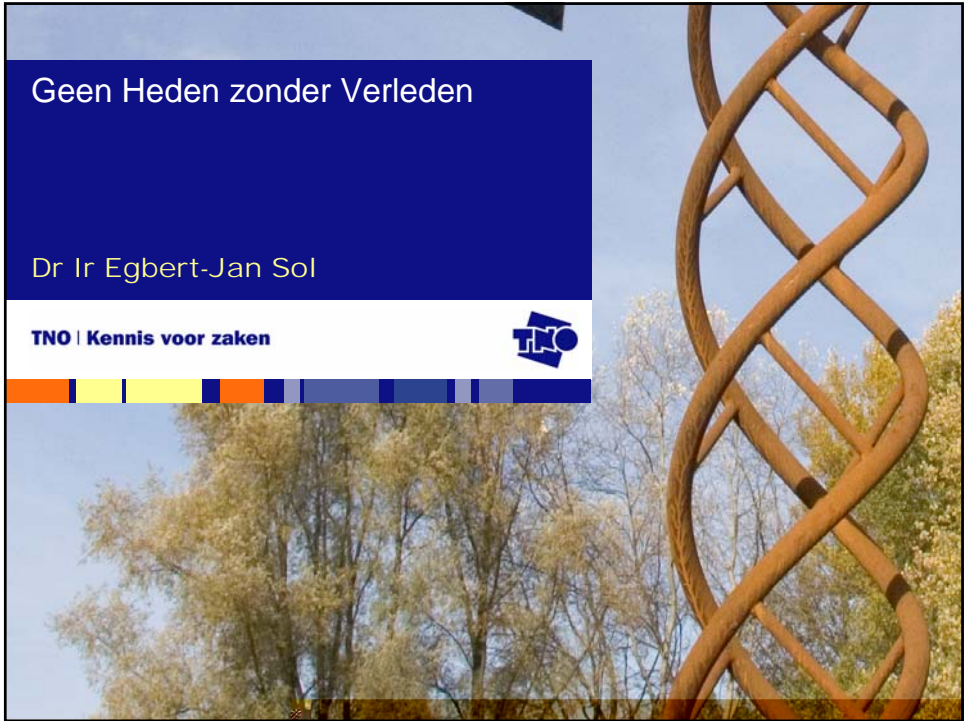 Geen Heden zonder Verleden
Dr Ir Egbert-Jan Sol
TNO | Kennis voor zaken
TNO